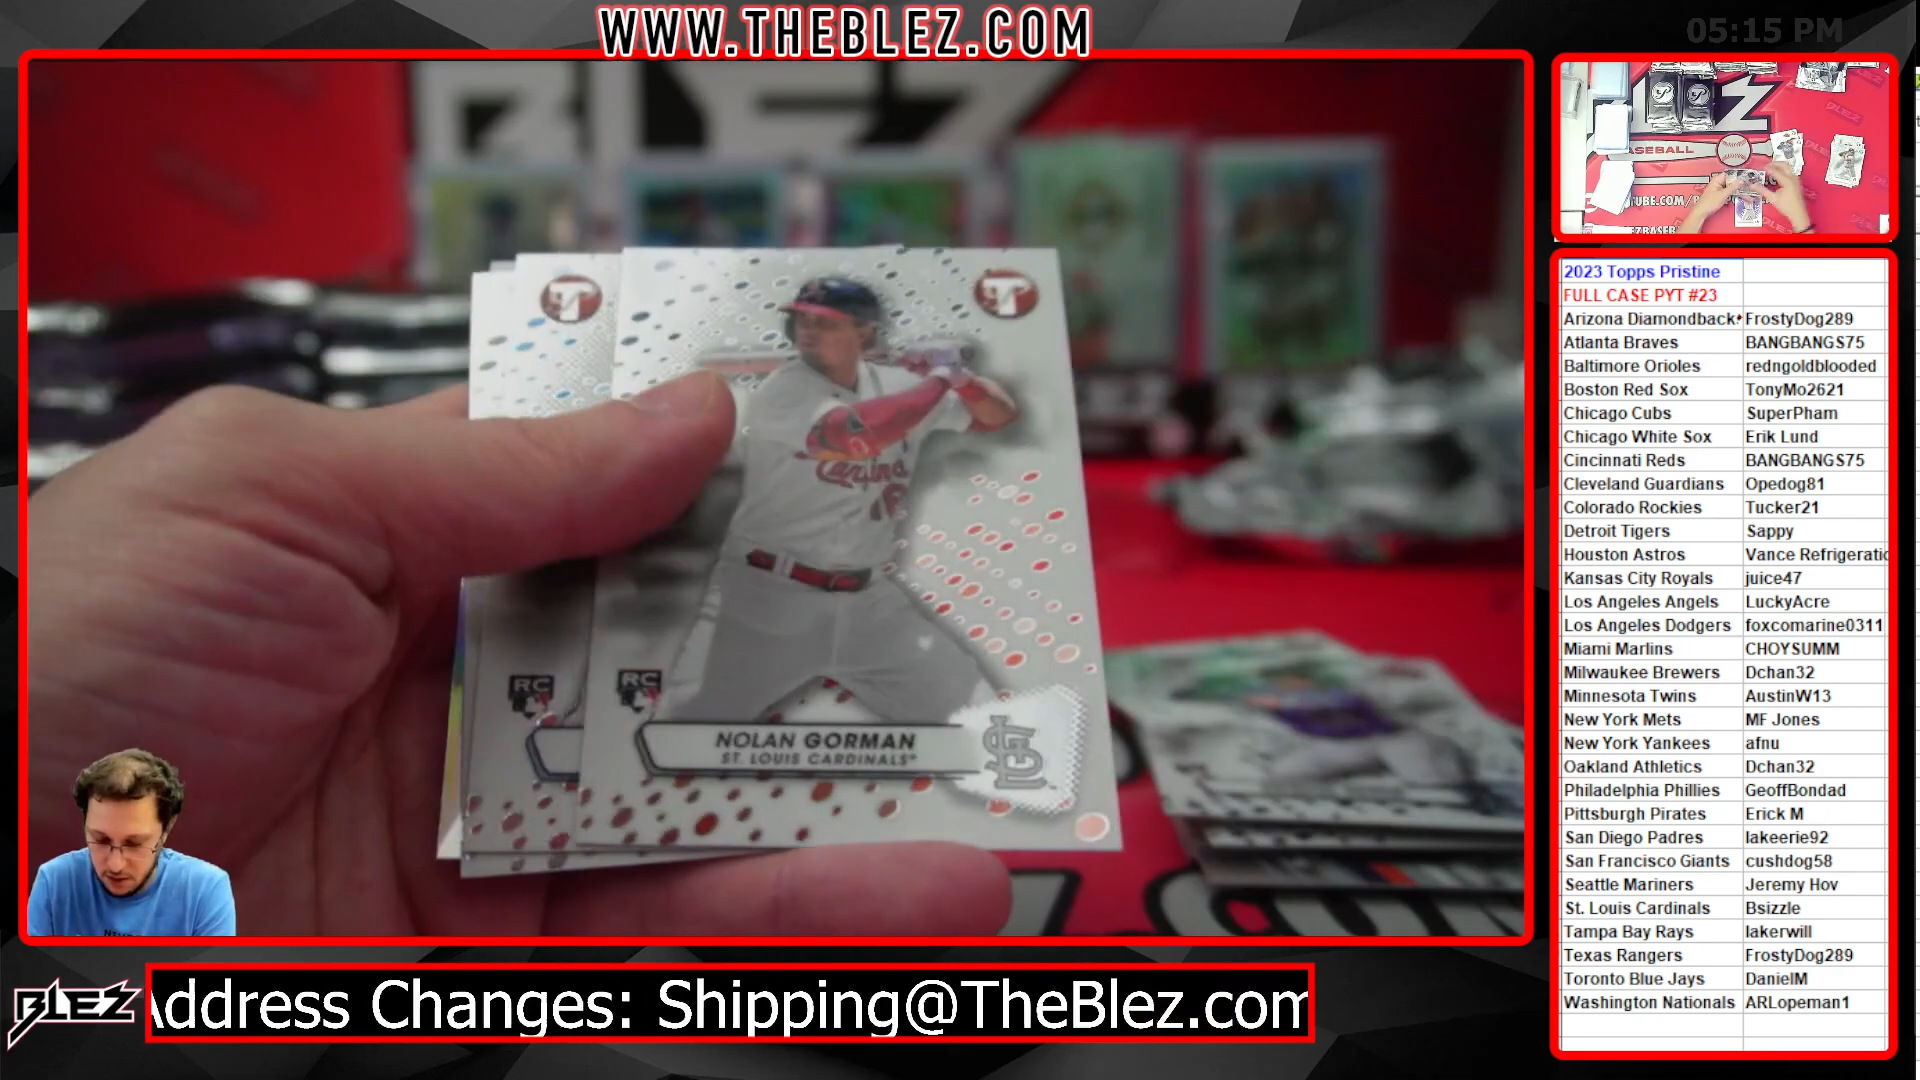 WWW.THEBLEZ.COM
05:15 PM
BLEZ
BASEBALL
2023 Topps Pristine
FULL CASE PYT #23
Arizona Diamondback FrostyDog289
Atlanta Braves BANGBANGS75
Baltimore Orioles redngoldblooded
Boston Red Sox TonyMo2621
Chicago Cubs SuperPham
Chicago White Sox Erik Lund
Cincinnati Reds BANGBANGS75
Cleveland Guardians Opedog81
Colorado Rockies Tucker21
Detroit Tigers Sappy
Houston Astros Vance Refrigeratio
Kansas City Royals juice47
Los Angeles Angels LuckyAcre
Los Angeles Dodgers foxcomarine0311
Miami Marlins CHOYSUMM
Milwaukee Brewers Dchan32
Minnesota Twins AustinW13
New York Mets MF Jones
New York Yankees afnu
Oakland Athletics Dchan32
Philadelphia Phillies GeoffBondad
Pittsburgh Pirates Erick M
San Diego Padres lakeerie92
San Francisco Giants cushdog58
Seattle Mariners Jeremy Hov
St. Louis Cardinals Bsizzle
Tampa Bay Rays lakerwill
Texas Rangers FrostyDog289
Toronto Blue Jays DanielM
Washington Nationals ARLopeman1
T
T
Cardinals
RC
RC
NOLAN GORMAN
ST. LOUIS CARDINALS
STL
BLEZ
Address Changes: Shipping@TheBlez.com